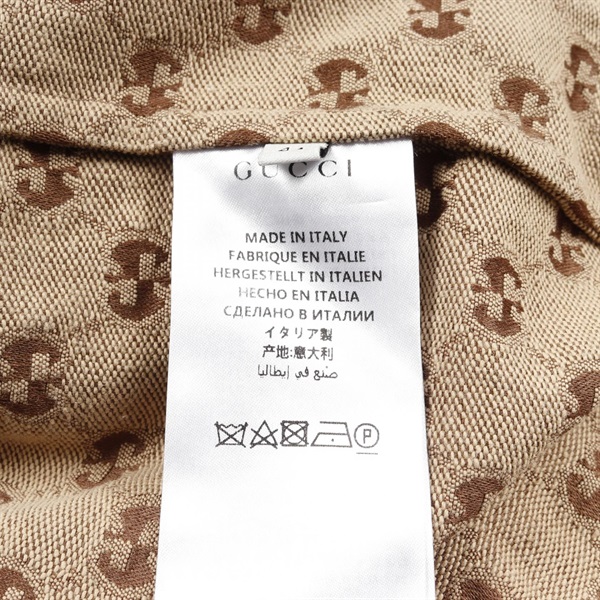 GUCCI
MADE IN ITALY
FABRIQUE EN ITALIE
HERGESTELLT IN ITALIEN
HECHO EN ITALIA
СДЕЛАНО В ИТАЛИИ
イタリア製
产地:意大利
صنع في إيطاليا
P